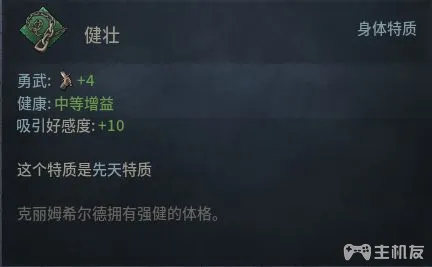 健壮
身体特质
勇武: +4
健康: 中等增益
吸引好感度: +10
这个特质是先天特质
克丽姆希尔德拥有强健的体格。
主机友